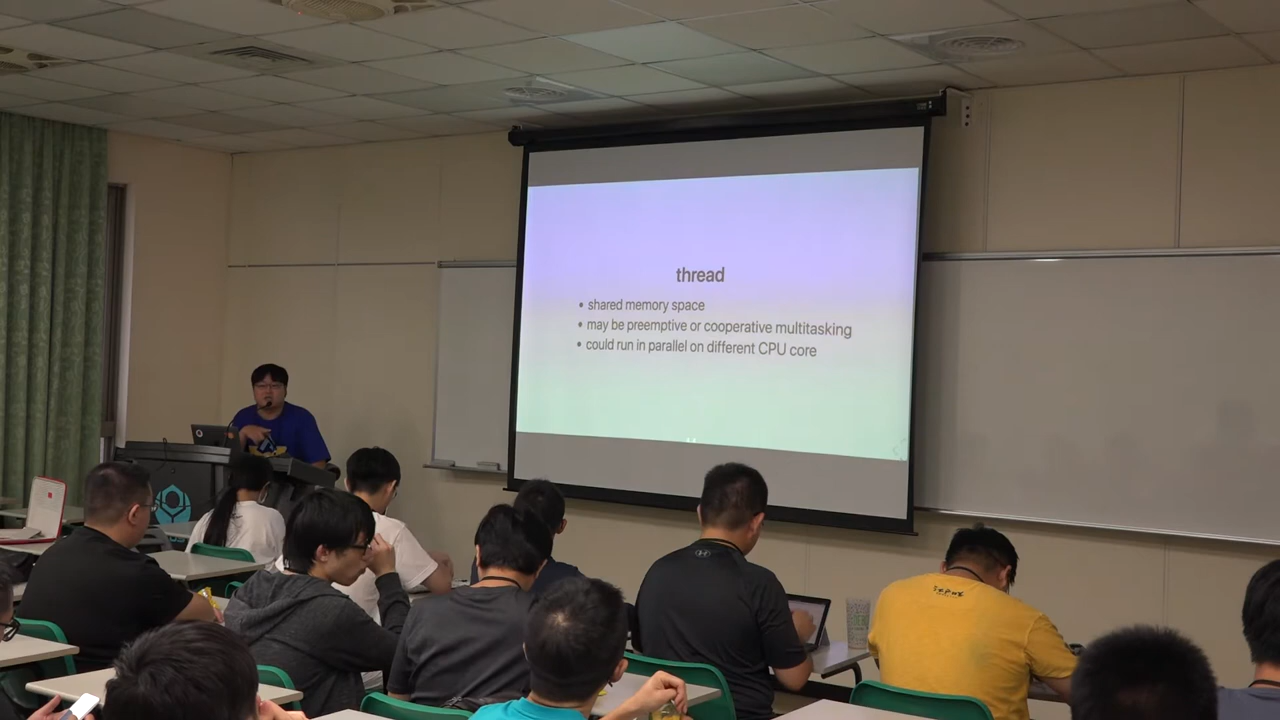 thread
• shared memory space
• may be preemptive or cooperative multitasking
• could run in parallel on different CPU core